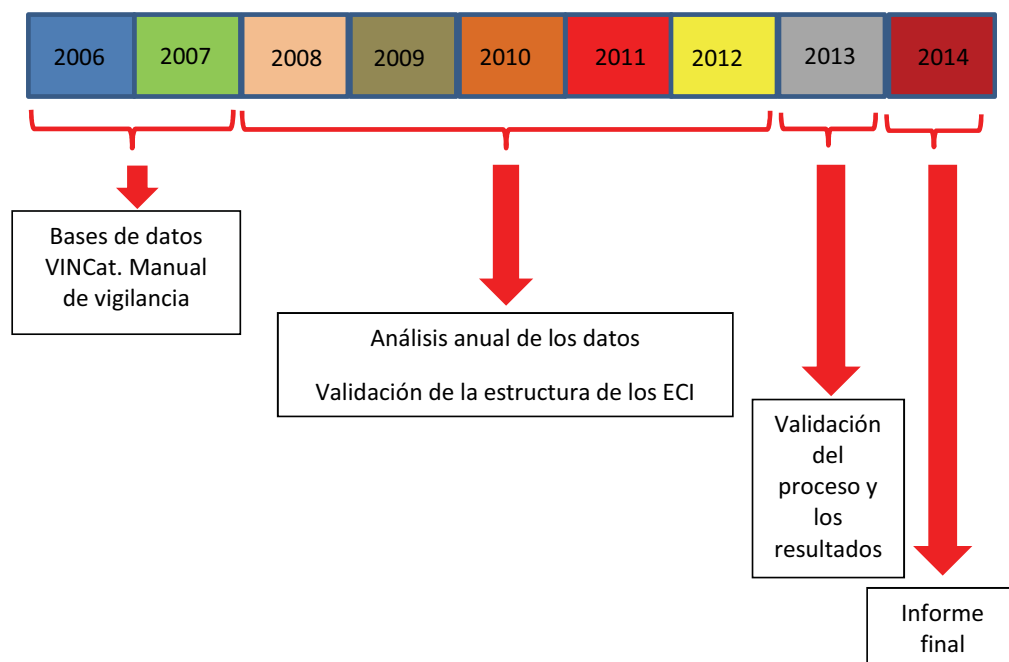 2006 2007 2008 2009 2010 2011 2012 2013 2014
Bases de datos
VINCat. Manual
de vigilancia
Análisis anual de los datos
Validación de la estructura de los ECI
Validación
del
proceso y
los
resultados
Informe
final